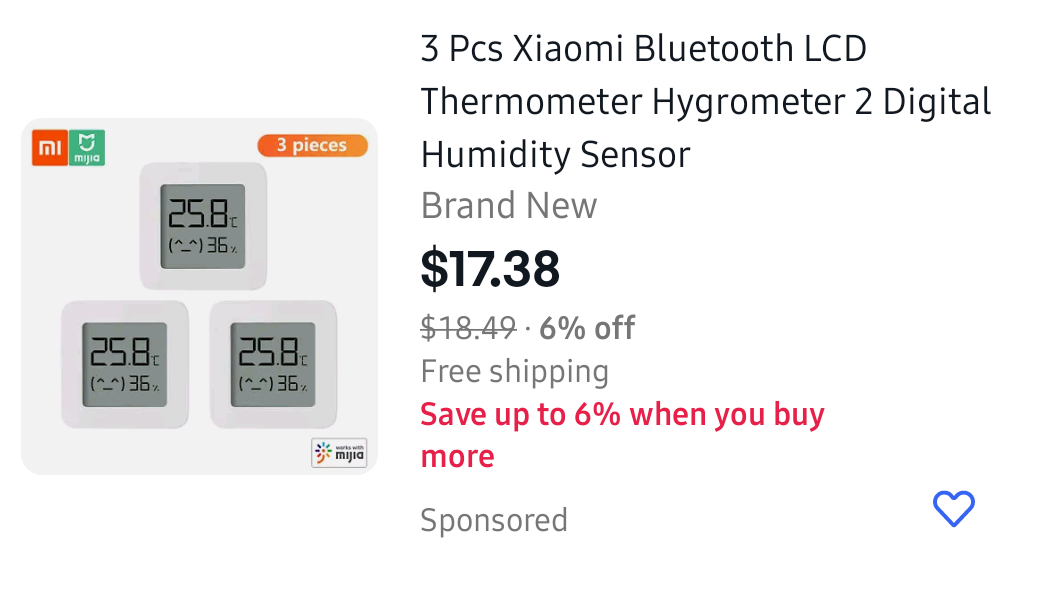 mi mijia
3 pieces
25.8℃
(^_^) 36%
25.8℃
(^_^) 36%
25.8℃
(^_^) 36%
works with
mijia
3 Pcs Xiaomi Bluetooth LCD
Thermometer Hygrometer 2 Digital
Humidity Sensor
Brand New
$17.38
$18.49 · 6% off
Free shipping
Save up to 6% when you buy
more
Sponsored